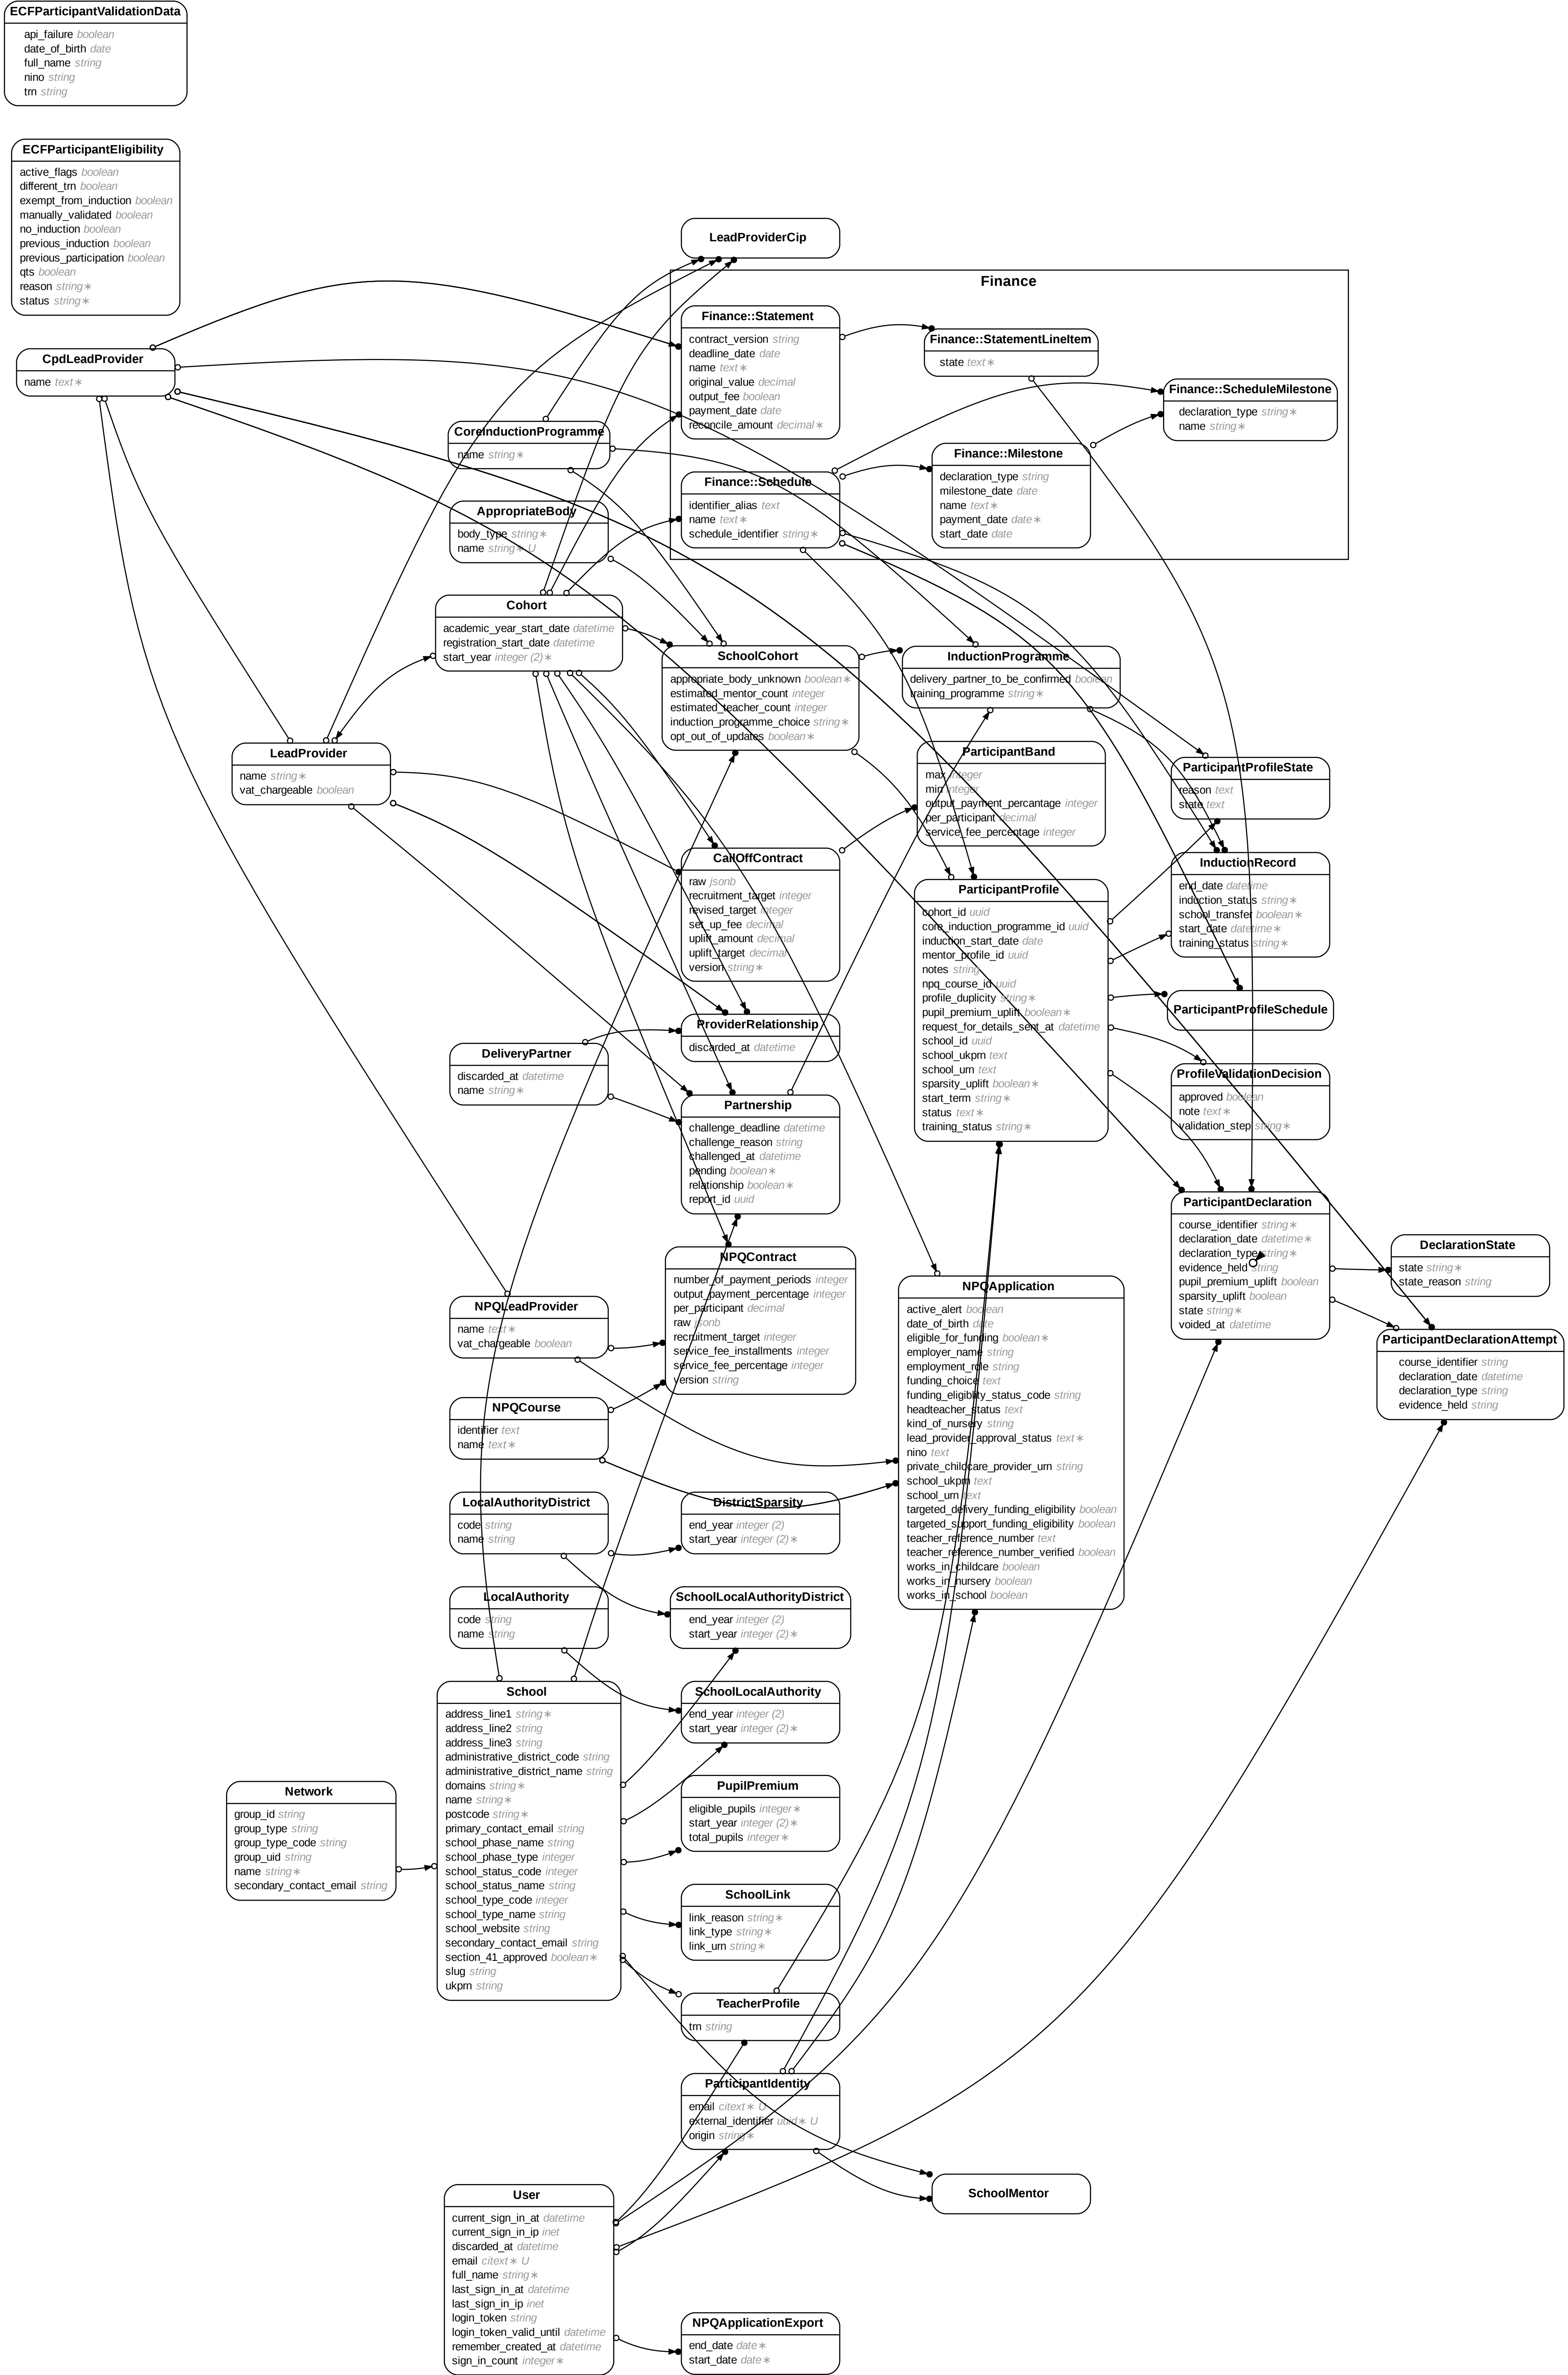 ECFParticipantValidationData
api_failure boolean
date_of_birth date
full_name string
nino string
trn string
ECFParticipantEligibility
active_flags boolean
different_trn boolean
exempt_from_induction boolean
manually_validated boolean
no_induction boolean
previous_induction boolean
previous_participation boolean
qts boolean
reason string∗
status string∗
LeadProviderCip
Finance
Finance::Statement
contract_version string
deadline_date date
name text∗
original_value decimal
output_fee boolean
payment_date date
reconcile_amount decimal∗
Finance::StatementLineItem
state text∗
CpdLeadProvider
name text∗
Finance::ScheduleMilestone
declaration_type string∗
name string∗
CoreInductionProgramme
name string∗
Finance::Milestone
declaration_type string
milestone_date date
name text∗
payment_date date∗
start_date date
Finance::Schedule
identifier_alias text
name text∗
schedule_identifier string∗
AppropriateBody
body_type string∗
name string∗ U
Cohort
academic_year_start_date datetime
registration_start_date datetime
start_year integer (2)∗
SchoolCohort
appropriate_body_unknown boolean∗
estimated_mentor_count integer
estimated_teacher_count integer
induction_programme_choice string∗
opt_out_of_updates boolean∗
InductionProgramme
delivery_partner_to_be_confirmed boolean
training_programme string∗
LeadProvider
name string∗
vat_chargeable boolean
ParticipantBand
max integer
min integer
output_payment_percantage integer
per_participant decimal
service_fee_percentage integer
ParticipantProfileState
reason text
state text
CallOffContract
raw jsonb
recruitment_target integer
revised_target integer
set_up_fee decimal
uplift_amount decimal
uplift_target decimal
version string∗
InductionRecord
end_date datetime
induction_status string∗
school_transfer boolean∗
start_date datetime∗
training_status string∗
ParticipantProfile
cohort_id uuid
core_induction_programme_id uuid
induction_start_date date
mentor_profile_id uuid
notes string
npq_course_id uuid
profile_duplicity string∗
pupil_premium_uplift boolean∗
request_for_details_sent_at datetime
school_id uuid
school_ukprn text
school_urn text
sparsity_uplift boolean∗
start_term string∗
status text∗
training_status string∗
ParticipantProfileSchedule
ProviderRelationship
discarded_at datetime
DeliveryPartner
discarded_at datetime
name string∗
ProfileValidationDecision
approved boolean
note text∗
validation_step string∗
Partnership
challenge_deadline datetime
challenge_reason string
challenged_at datetime
pending boolean∗
relationship boolean∗
report_id uuid
ParticipantDeclaration
course_identifier string∗
declaration_date datetime∗
declaration_type string∗
evidence_held string
pupil_premium_uplift boolean
sparsity_uplift boolean
state string∗
voided_at datetime
DeclarationState
state string∗
state_reason string
NPQContract
number_of_payment_periods integer
output_payment_percentage integer
per_participant decimal
raw jsonb
recruitment_target integer
service_fee_installments integer
service_fee_percentage integer
version string
NPQApplication
active_alert boolean
date_of_birth date
eligible_for_funding boolean∗
employer_name string
employment_role string
funding_choice text
funding_eligiblity_status_code string
headteacher_status text
kind_of_nursery string
lead_provider_approval_status text∗
nino text
private_childcare_provider_urn string
school_ukprn text
school_urn text
targeted_delivery_funding_eligibility boolean
targeted_support_funding_eligibility boolean
teacher_reference_number text
teacher_reference_number_verified boolean
works_in_childcare boolean
works_in_nursery boolean
works_in_school boolean
NPQLeadProvider
name text∗
vat_chargeable boolean
ParticipantDeclarationAttempt
course_identifier string
declaration_date datetime
declaration_type string
evidence_held string
NPQCourse
identifier text
name text∗
LocalAuthorityDistrict
code string
name string
DistrictSparsity
end_year integer (2)
start_year integer (2)∗
LocalAuthority
code string
name string
SchoolLocalAuthorityDistrict
end_year integer (2)
start_year integer (2)∗
School
address_line1 string∗
address_line2 string
address_line3 string
administrative_district_code string
administrative_district_name string
domains string∗
name string∗
postcode string∗
primary_contact_email string
school_phase_name string
school_phase_type integer
school_status_code integer
school_status_name string
school_type_code integer
school_type_name string
school_website string
secondary_contact_email string
section_41_approved boolean∗
slug string
ukprn string
SchoolLocalAuthority
end_year integer (2)
start_year integer (2)∗
Network
group_id string
group_type string
group_type_code string
group_uid string
name string∗
secondary_contact_email string
PupilPremium
eligible_pupils integer∗
start_year integer (2)∗
total_pupils integer∗
SchoolLink
link_reason string∗
link_type string∗
link_urn string∗
TeacherProfile
trn string
ParticipantIdentity
email citext∗ U
external_identifier uuid∗ U
origin string∗
SchoolMentor
User
current_sign_in_at datetime
current_sign_in_ip inet
discarded_at datetime
email citext∗ U
full_name string∗
last_sign_in_at datetime
last_sign_in_ip inet
login_token string
login_token_valid_until datetime
remember_created_at datetime
sign_in_count integer∗
NPQApplicationExport
end_date date∗
start_date date∗